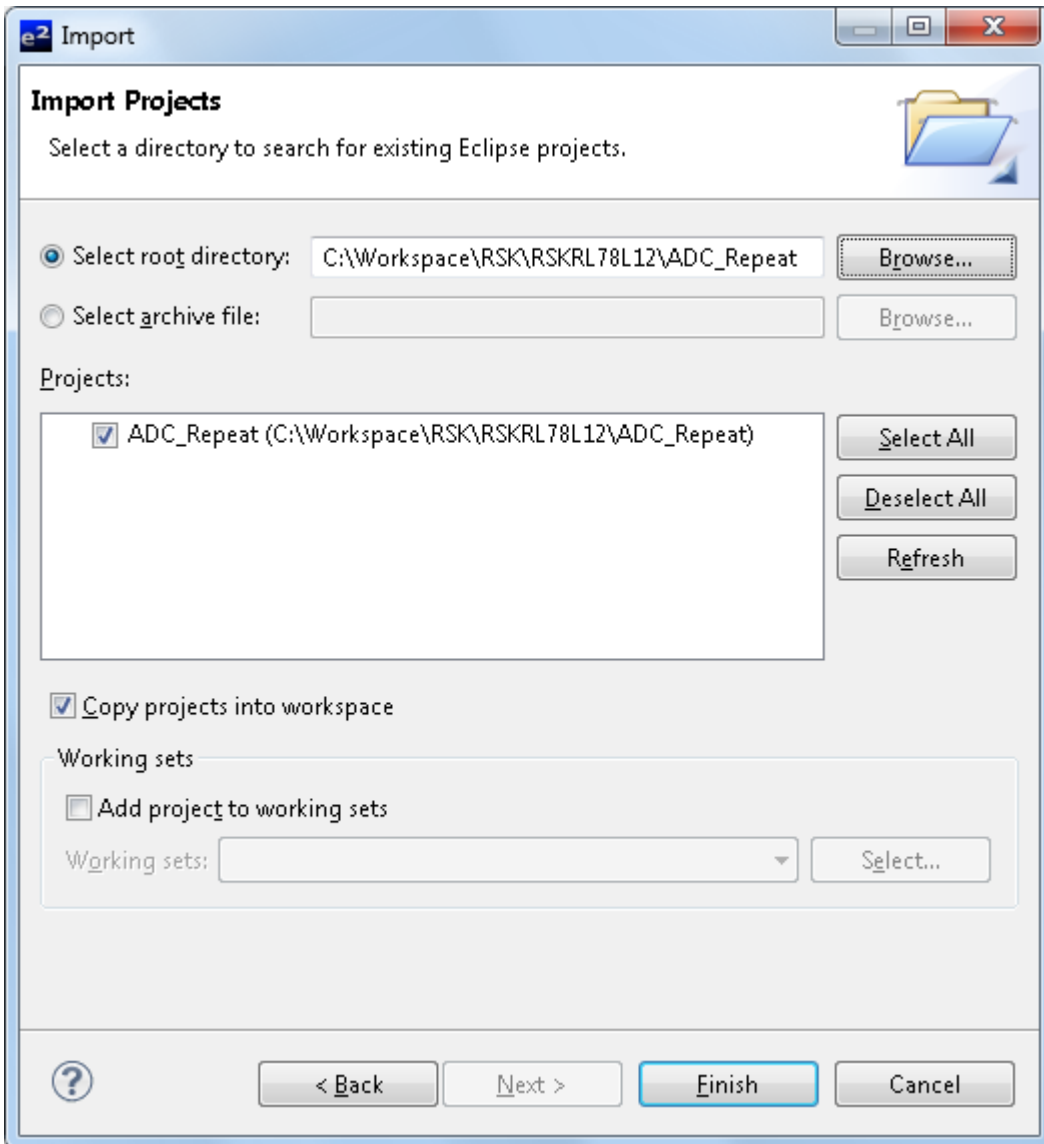 e² Import
Import Projects
Select a directory to search for existing Eclipse projects.
Select root directory: C:\Workspace\RSK\RSKRL78L12\ADC_Repeat Browse...
Select archive file: Browse...
Projects:
ADC_Repeat (C:\Workspace\RSK\RSKRL78L12\ADC_Repeat) Select All
Deselect All
Refresh
Copy projects into workspace
Working sets
Add project to working sets
Working sets: Select...
? < Back Next > Finish Cancel